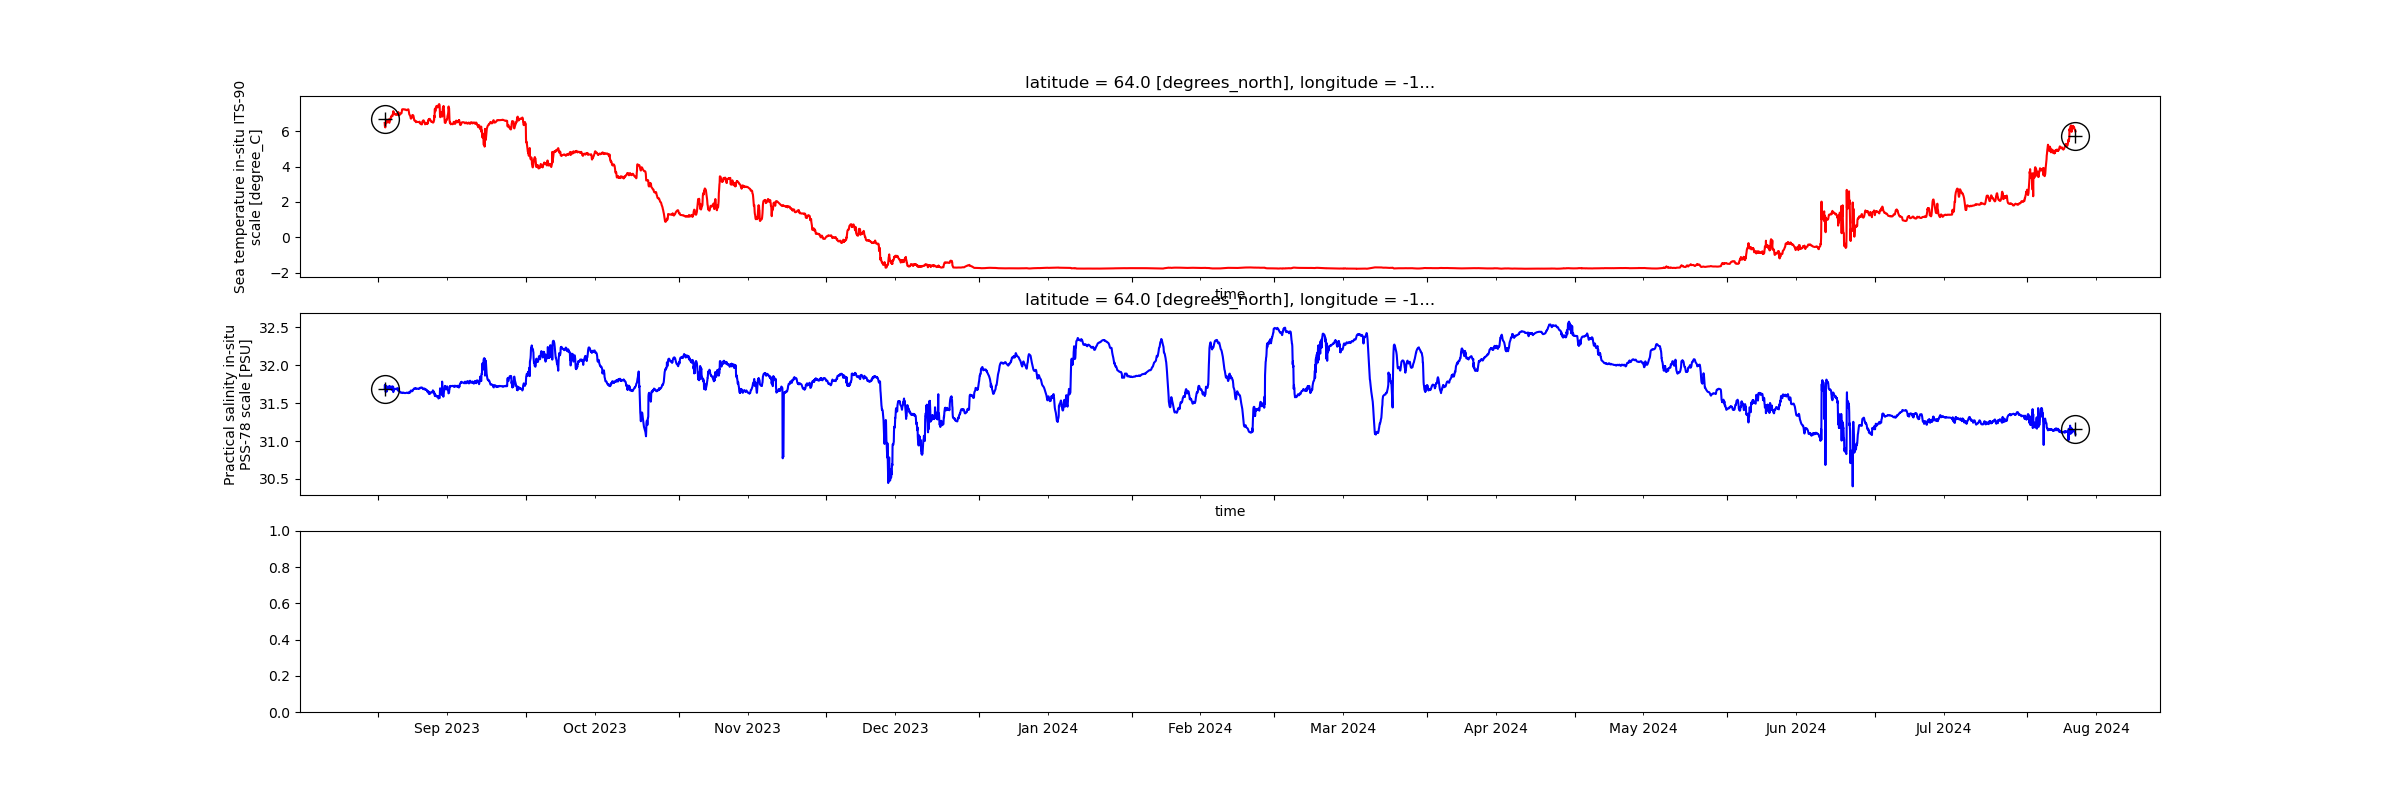 latitude = 64.0 [degrees_north], longitude = -1...
Sea temperature in-situ ITS-90
scale [degree_C]
6
4
2
0
−2
time
latitude = 64.0 [degrees_north], longitude = -1...
Practical salinity in-situ
PSS-78 scale [PSU]
32.5
32.0
31.5
31.0
30.5
time
1.0
0.8
0.6
0.4
0.2
0.0
Sep 2023 Oct 2023 Nov 2023 Dec 2023 Jan 2024 Feb 2024 Mar 2024 Apr 2024 May 2024 Jun 2024 Jul 2024 Aug 2024